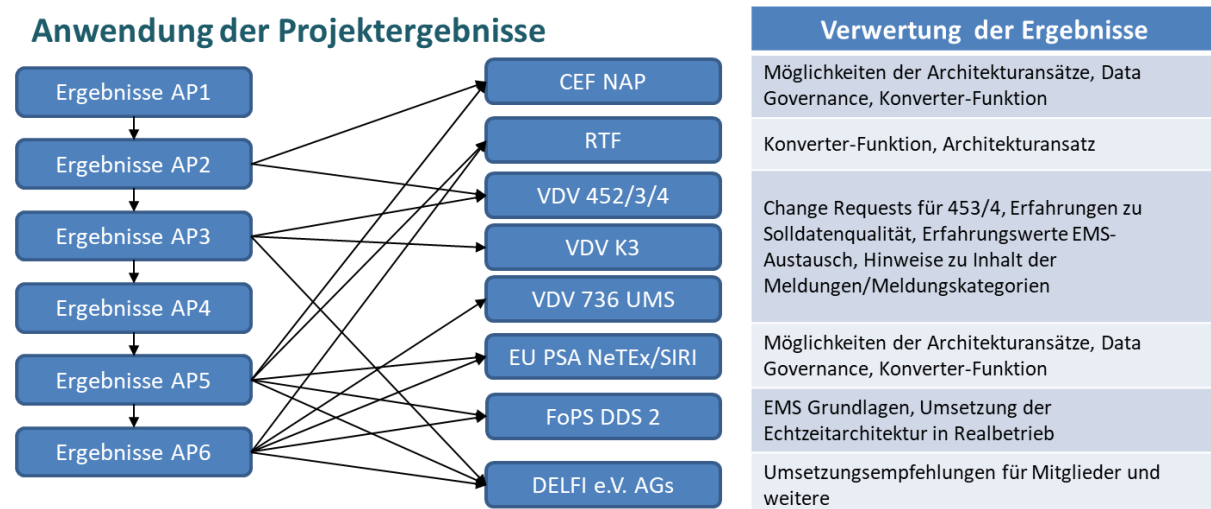 Anwendung der Projektergebnisse
Ergebnisse AP1
Ergebnisse AP2
Ergebnisse AP3
Ergebnisse AP4
Ergebnisse AP5
Ergebnisse AP6
CEF NAP
RTF
VDV 452/3/4
VDV K3
VDV 736 UMS
EU PSA NeTEx/SIRI
FoPS DDS 2
DELFI e.V. AGs
Verwertung der Ergebnisse
Möglichkeiten der Architekturansätze, Data
Governance, Konverter-Funktion
Konverter-Funktion, Architekturansatz
Change Requests für 453/4, Erfahrungen zu
Solldatenqualität, Erfahrungswerte EMS-
Austausch, Hinweise zu Inhalt der
Meldungen/Meldungskategorien
Möglichkeiten der Architekturansätze, Data
Governance, Konverter-Funktion
EMS Grundlagen, Umsetzung der
Echtzeitarchitektur in Realbetrieb
Umsetzungsempfehlungen für Mitglieder und
weitere